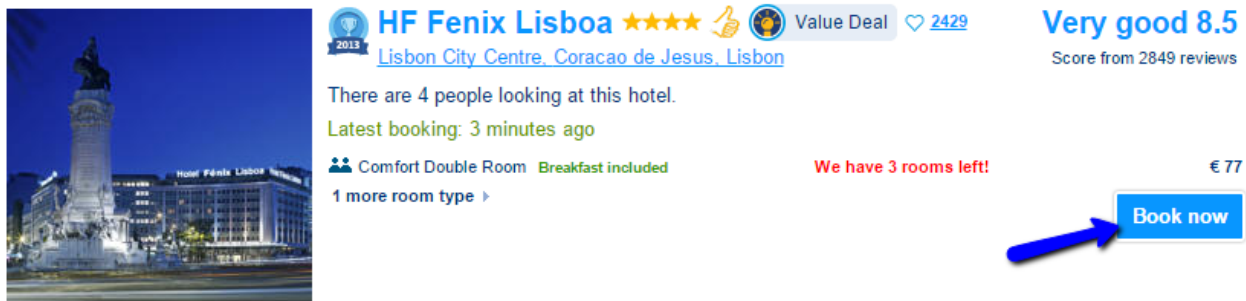 2013
HF Fenix Lisboa
Value Deal
2429
Very good 8.5
Lisbon City Centre, Coracao de Jesus, Lisbon
Score from 2849 reviews
There are 4 people looking at this hotel.
Latest booking: 3 minutes ago
Hotel Fénix Lisboa
Comfort Double Room Breakfast included
We have 3 rooms left!
€ 77
1 more room type
Book now